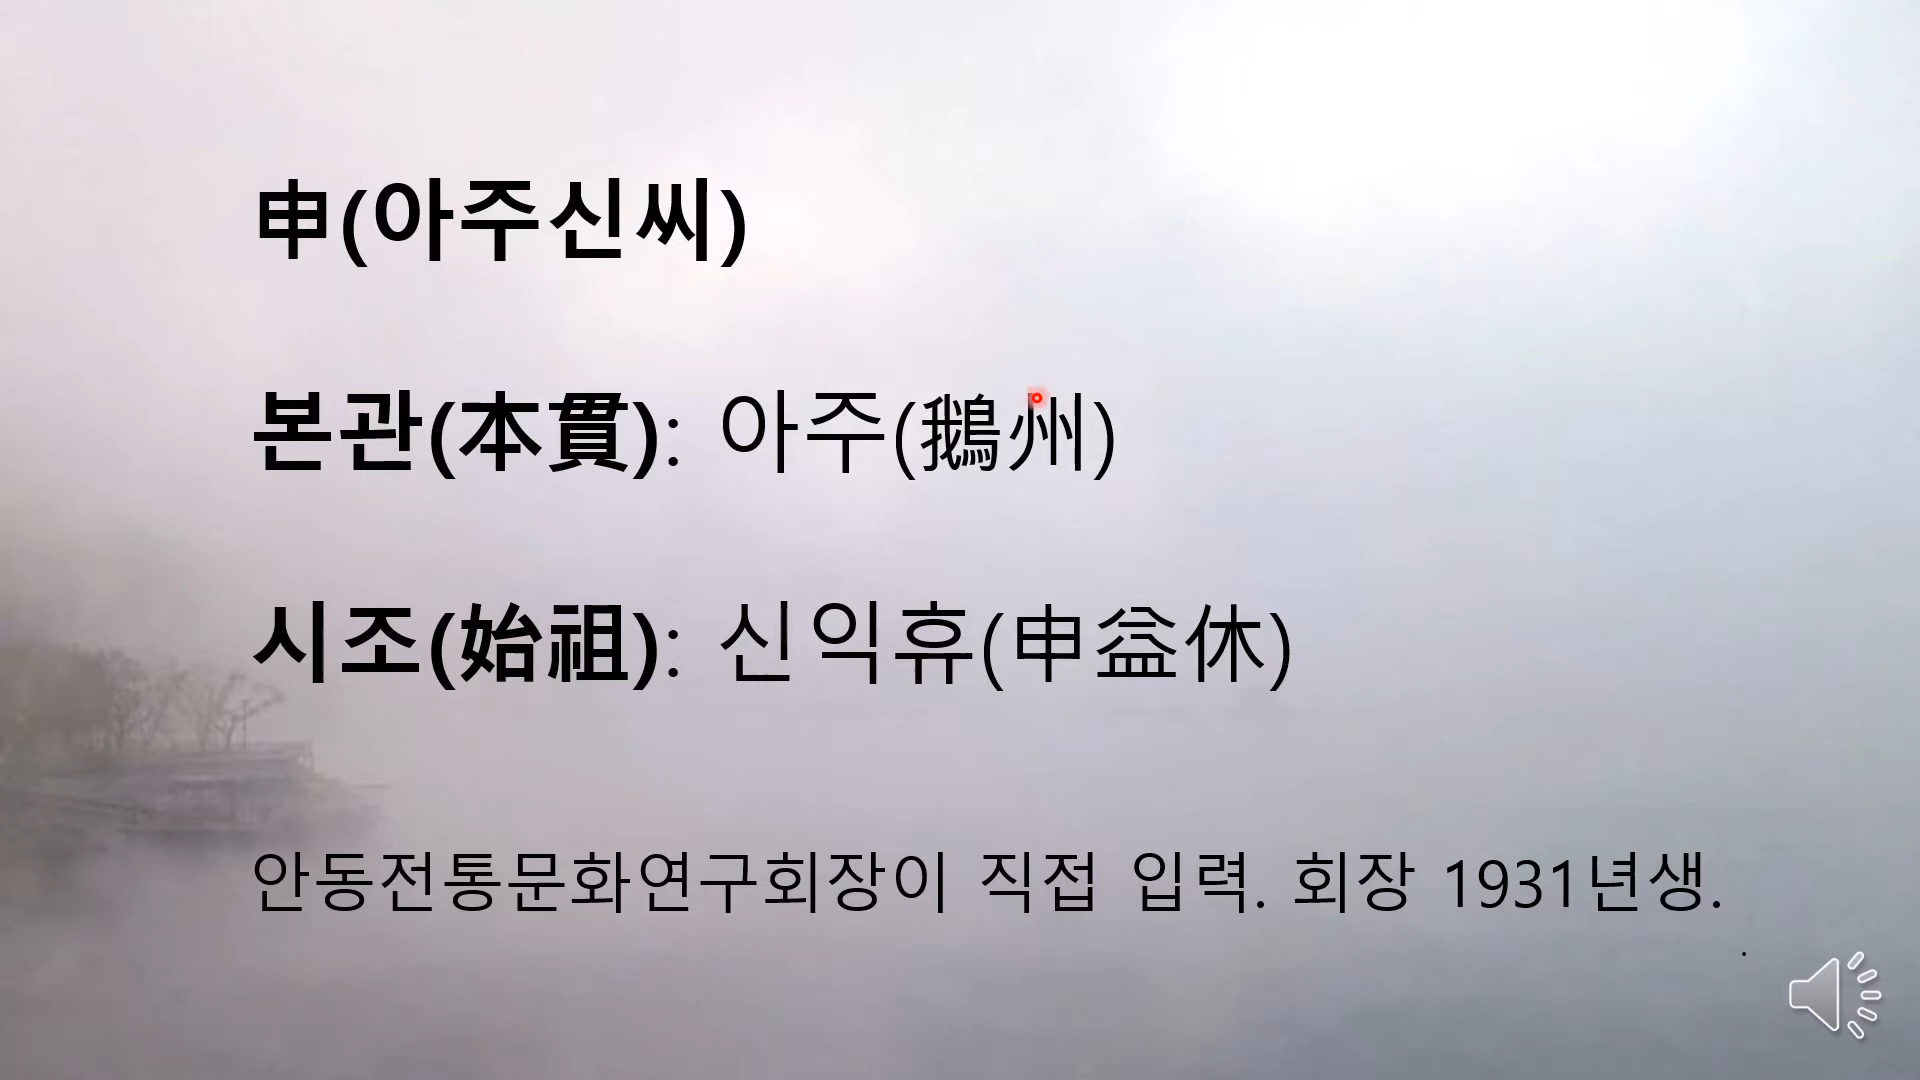 申(아주신씨)
본관(本貫): 아주(鵝州)
시조(始祖): 신익휴(申益休)
안동전통문화연구회장이 직접 입력. 회장 1931년생.
.